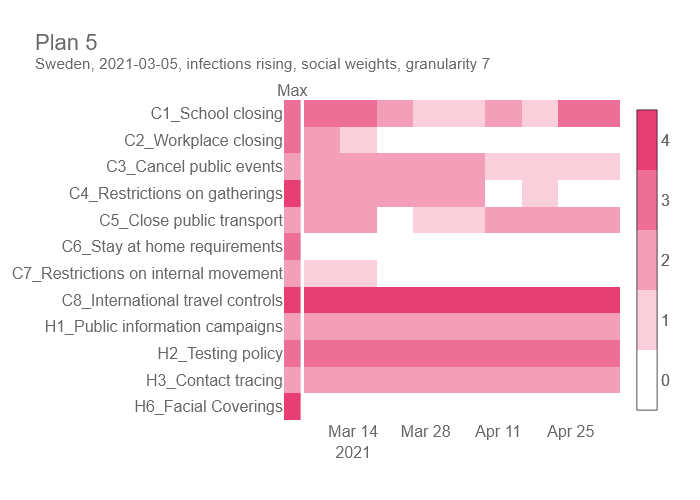 Plan 5
Sweden, 2021-03-05, infections rising, social weights, granularity 7
Max
C1_School closing
C2_Workplace closing
C3_Cancel public events
C4_Restrictions on gatherings
C5_Close public transport
C6_Stay at home requirements
C7_Restrictions on internal movement
C8_International travel controls
H1_Public information campaigns
H2_Testing policy
H3_Contact tracing
H6_Facial Coverings
Mar 14 Mar 28 Apr 11 Apr 25
2021
4
3
2
1
0